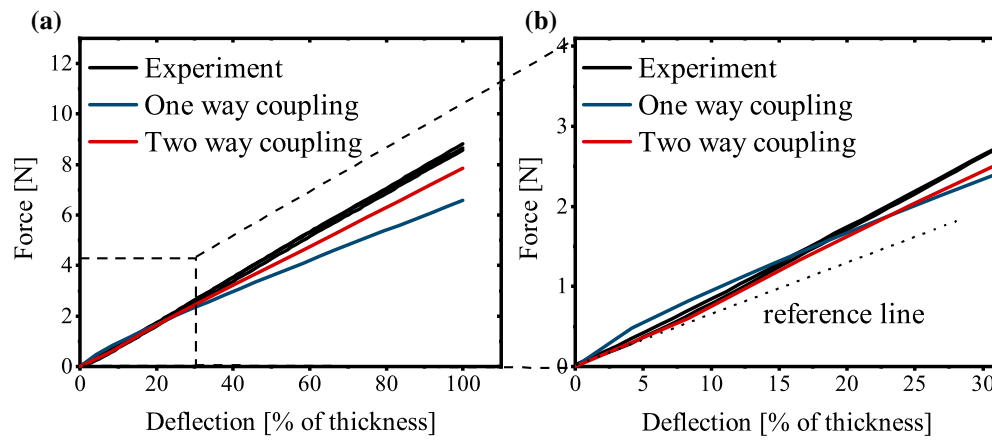 (a)
12
10
8
6
4
2
0
Force [N]
Experiment
One way coupling
Two way coupling
0 20 40 60 80 100
Deflection [% of thickness]
(b)
4
3
2
1
0
Force [N]
Experiment
One way coupling
Two way coupling
reference line
0 5 10 15 20 25 30
Deflection [% of thickness]